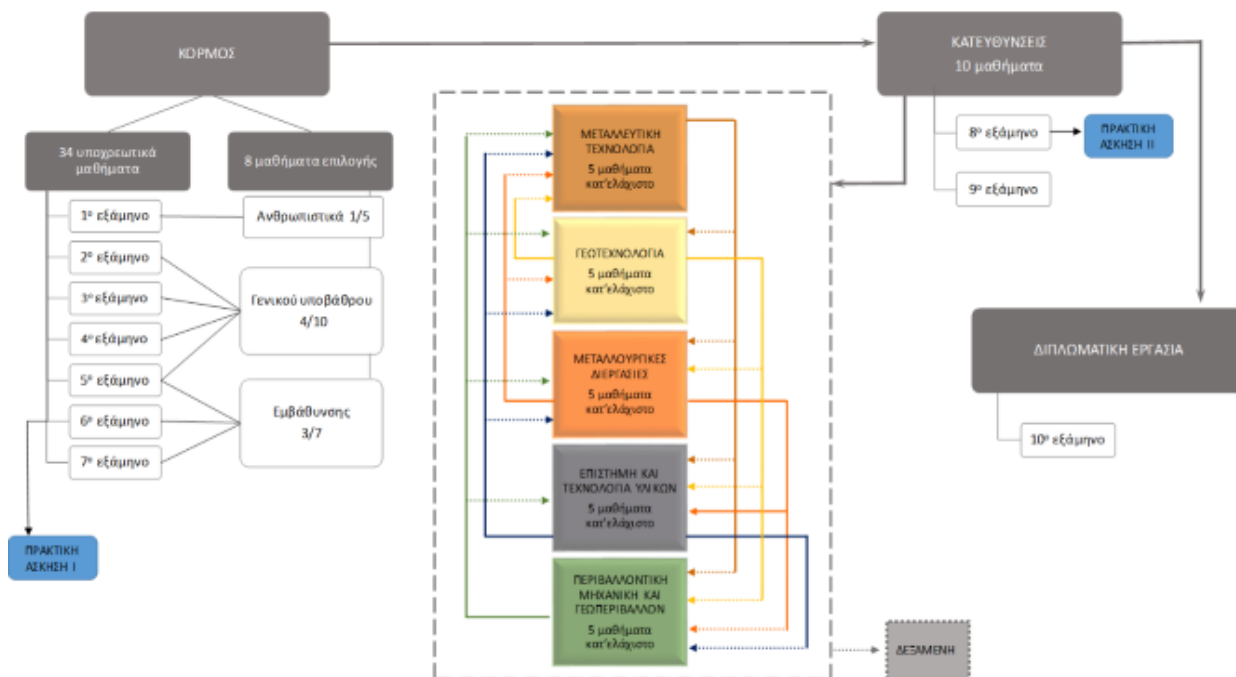 ΚΟΡΜΟΣ
34 υποχρεωτικά
μαθήματα
8 μαθήματα επιλογής
1ο εξάμηνο
2ο εξάμηνο
3ο εξάμηνο
4ο εξάμηνο
5ο εξάμηνο
6ο εξάμηνο
7ο εξάμηνο
Ανθρωπιστικά 1/5
Γενικού υποβάθρου
4/10
Εμβάθυνσης
3/7
ΠΡΑΚΤΙΚΗ
ΑΣΚΗΣΗ Ι
ΜΕΤΑΛΛΕΥΤΙΚΗ
ΤΕΧΝΟΛΟΓΙΑ
5 μαθήματα
κατ'ελάχιστο
ΓΕΩΤΕΧΝΟΛΟΓΙΑ
5 μαθήματα
κατ'ελάχιστο
ΜΕΤΑΛΛΟΥΡΓΙΚΕΣ
ΔΙΕΡΓΑΣΙΕΣ
5 μαθήματα
κατ'ελάχιστο
ΕΠΙΣΤΗΜΗ ΚΑΙ
ΤΕΧΝΟΛΟΓΙΑ ΥΛΙΚΩΝ
5 μαθήματα
κατ'ελάχιστο
ΠΕΡΙΒΑΛΛΟΝΤΙΚΗ
ΜΗΧΑΝΙΚΗ ΚΑΙ
ΓΕΩΠΕΡΙΒΑΛΛΟΝ
5 μαθήματα
κατ'ελάχιστο
ΚΑΤΕΥΘΥΝΣΕΙΣ
10 μαθήματα
8ο εξάμηνο
9ο εξάμηνο
ΠΡΑΚΤΙΚΗ
ΑΣΚΗΣΗ ΙΙ
ΔΙΠΛΩΜΑΤΙΚΗ ΕΡΓΑΣΙΑ
10ο εξάμηνο
ΔΕΞΑΜΕΝΗ